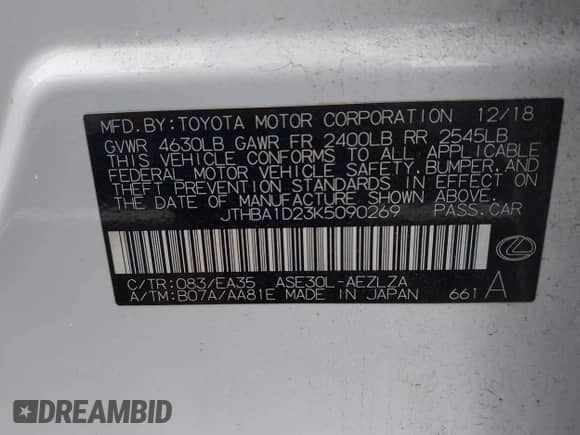 MFD.BY:TOYOTA MOTOR CORPORATION 12/18
GVWR 4630LB GAWR FR 2400LB RR 2545LB
THIS VEHICLE CONFORMS TO ALL APPLICABLE
FEDERAL MOTOR VEHICLE SAFETY, BUMPER, AND
THEFT PREVENTION STANDARDS IN EFFECT ON
THE DATE OF MANUFACTURE SHOWN ABOVE.
JTHBA1D23K5090269 PASS.CAR
C/TR:083/EA35 ASE30L-AEZLZA
A/TM:B07A/AA81E MADE IN JAPAN 661 A
DREAMBID